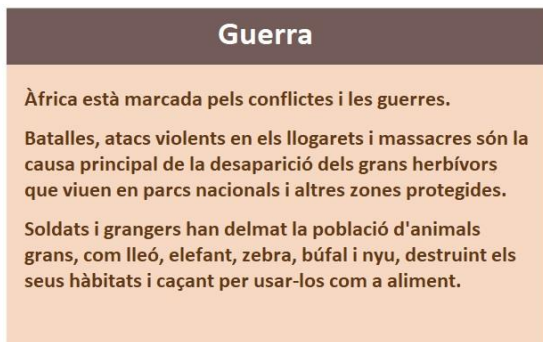 Guerra
Àfrica està marcada pels conflictes i les guerres.
Batalles, atacs violents en els llogarets i massacres són la
causa principal de la desaparició dels grans herbívors
que viuen en parcs nacionals i altres zones protegides.
Soldats i grangers han delmat la població d'animals
grans, com lleó, elefant, zebra, búfal i nyu, destruint els
seus hàbitats i caçant per usar-los com a aliment.